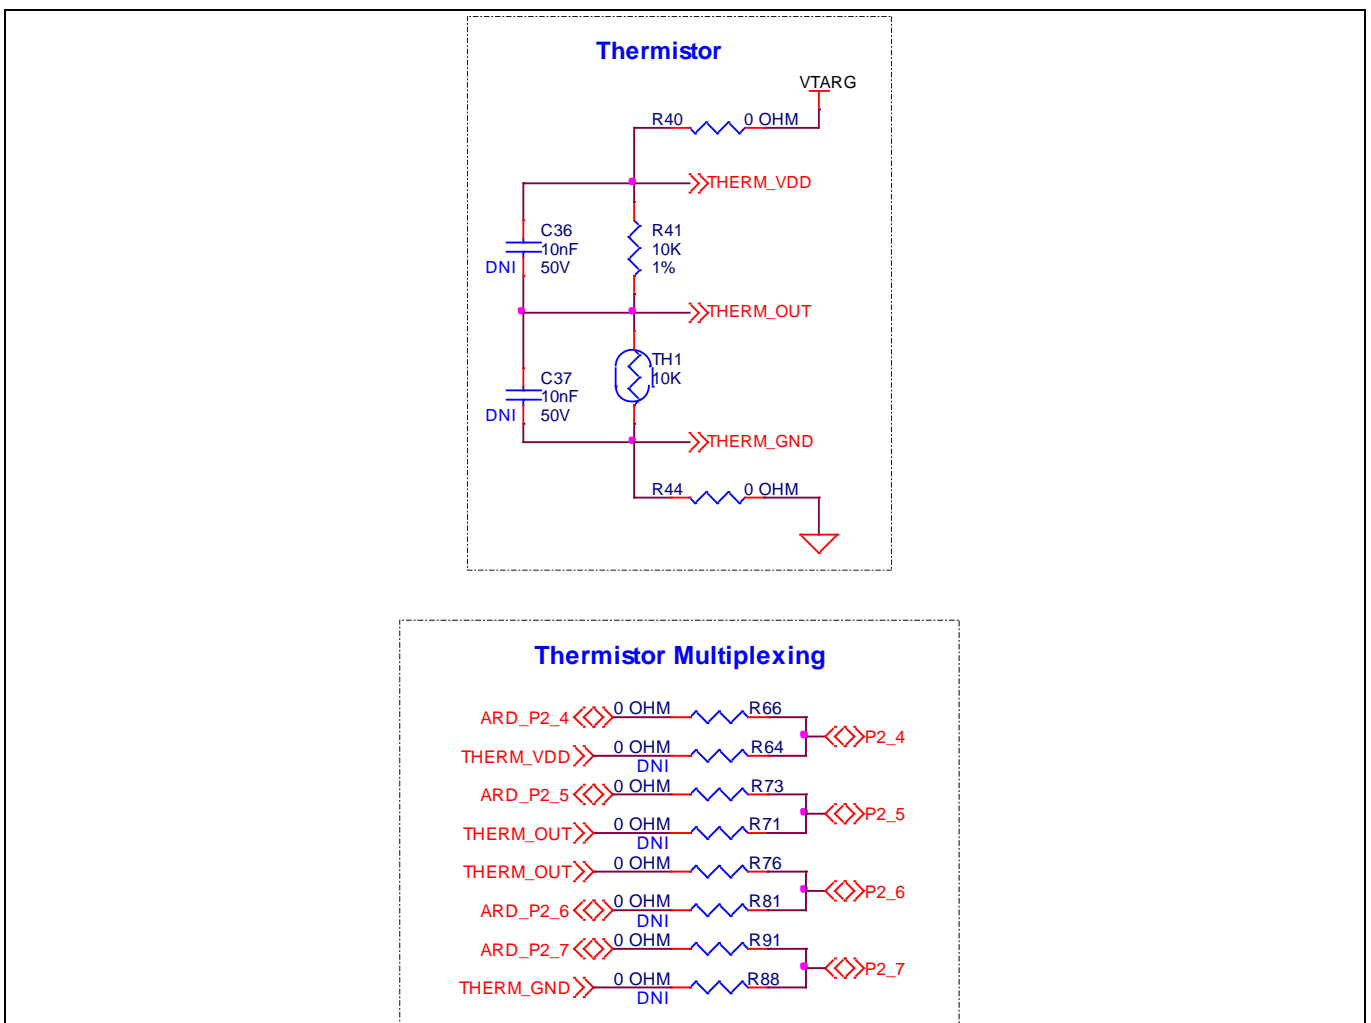 Thermistor
VTARG
R40 0 OHM
THERM_VDD
C36
10nF
DNI 50V
R41
10K
1%
THERM_OUT
TH1
10K
C37
10nF
DNI 50V
THERM_GND
R44 0 OHM
Thermistor Multiplexing
ARD_P2_4 0 OHM R66
P2_4
THERM_VDD 0 OHM R64
DNI
ARD_P2_5 0 OHM R73
P2_5
THERM_OUT 0 OHM R71
DNI
THERM_OUT 0 OHM R76
P2_6
ARD_P2_6 0 OHM R81
DNI
ARD_P2_7 0 OHM R91
P2_7
THERM_GND 0 OHM R88
DNI